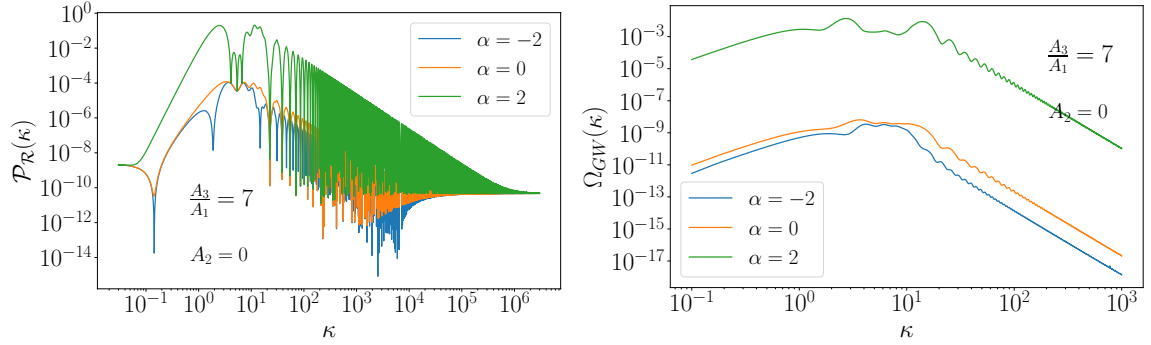 10^0
10^{-2}
10^{-4}
10^{-6}
10^{-8}
10^{-10}
10^{-12}
10^{-14}
P_R(κ)
α = −2
α = 0
α = 2
A_3/A_1 = 7
A_2 = 0
10^{-1} 10^0 10^1 10^2 10^3 10^4 10^5 10^6
κ
10^{-3}
10^{-5}
10^{-7}
10^{-9}
10^{-11}
10^{-13}
10^{-15}
10^{-17}
Ω_{GW}(κ)
A_3/A_1 = 7
A_2 = 0
α = −2
α = 0
α = 2
10^{-1} 10^0 10^1 10^2 10^3
κ